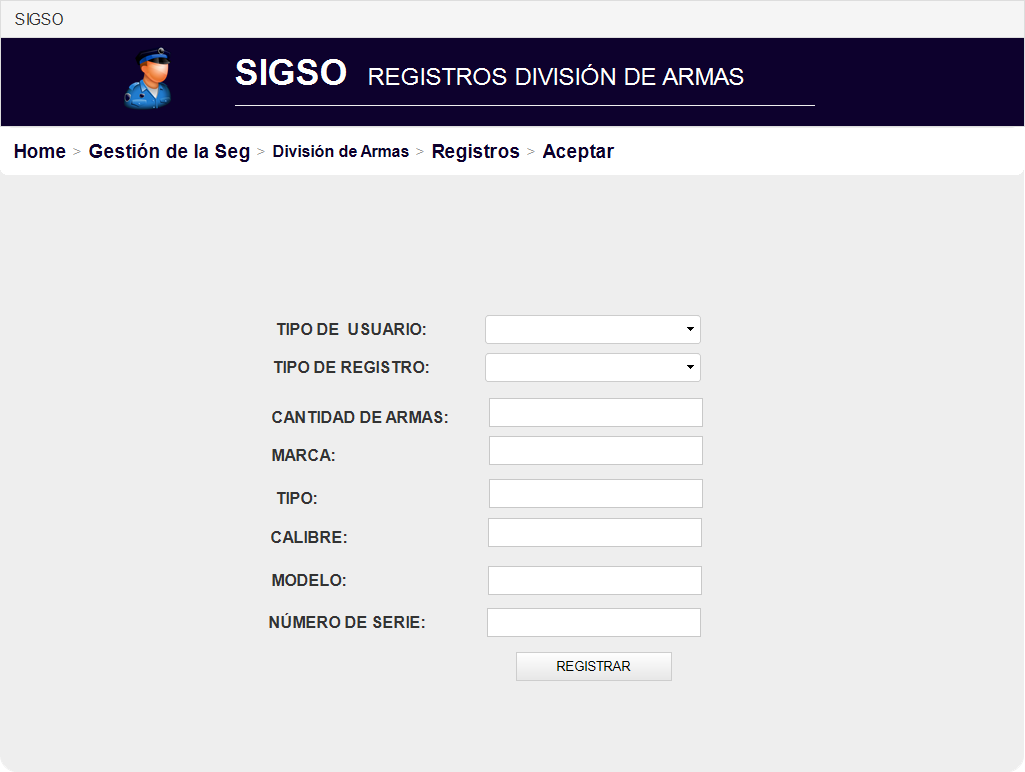 SIGSO
SIGSO REGISTROS DIVISIÓN DE ARMAS
Home > Gestión de la Seg > División de Armas > Registros > Aceptar
TIPO DE USUARIO:
TIPO DE REGISTRO:
CANTIDAD DE ARMAS:
MARCA:
TIPO:
CALIBRE:
MODELO:
NÚMERO DE SERIE:
REGISTRAR